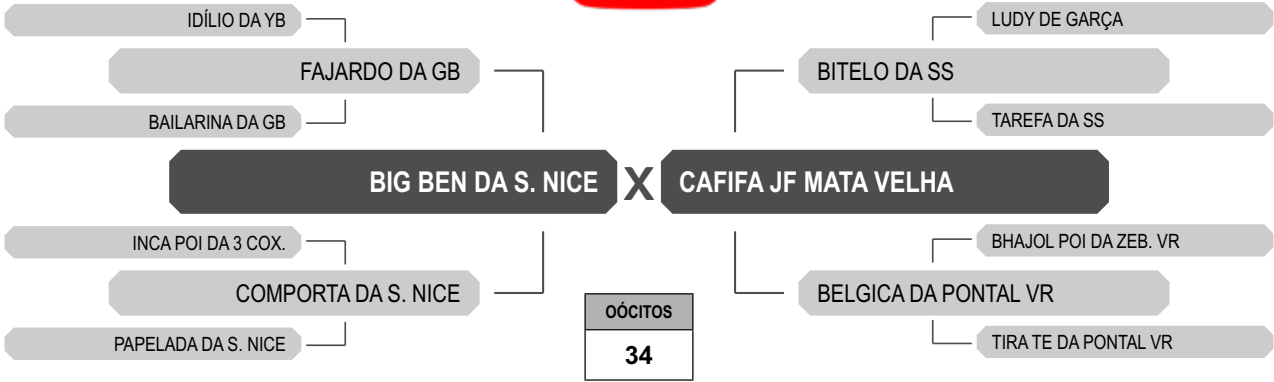 IDÍLIO DA YB
FAJARDO DA GB
BAILARINA DA GB
LUDY DE GARÇA
BITELO DA SS
TAREFA DA SS
BIG BEN DA S. NICE X CAFIFA JF MATA VELHA
INCA POI DA 3 COX.
COMPORTA DA S. NICE
PAPELADA DA S. NICE
BHAJOL POI DA ZEB. VR
BELGICA DA PONTAL VR
TIRA TE DA PONTAL VR
OÓCITOS
34